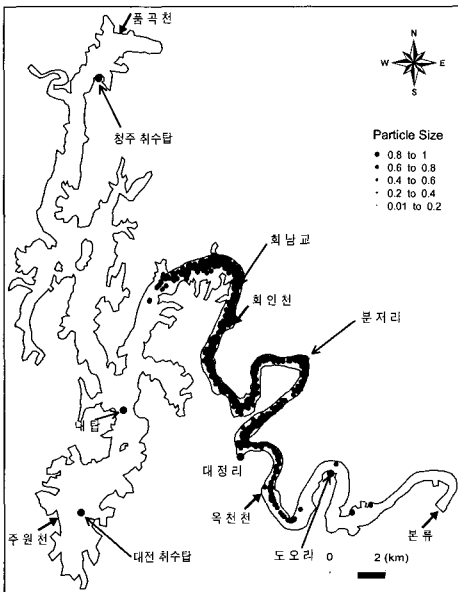 품곡천
N
W E
S
청주 취수탑
Particle Size
0.8 to 1
0.6 to 0.8
0.4 to 0.6
0.2 to 0.4
0.01 to 0.2
회남교
회인천
분저리
대정리
옥천천
도오라
본류
주원천
대전 취수탑
0 2 (km)